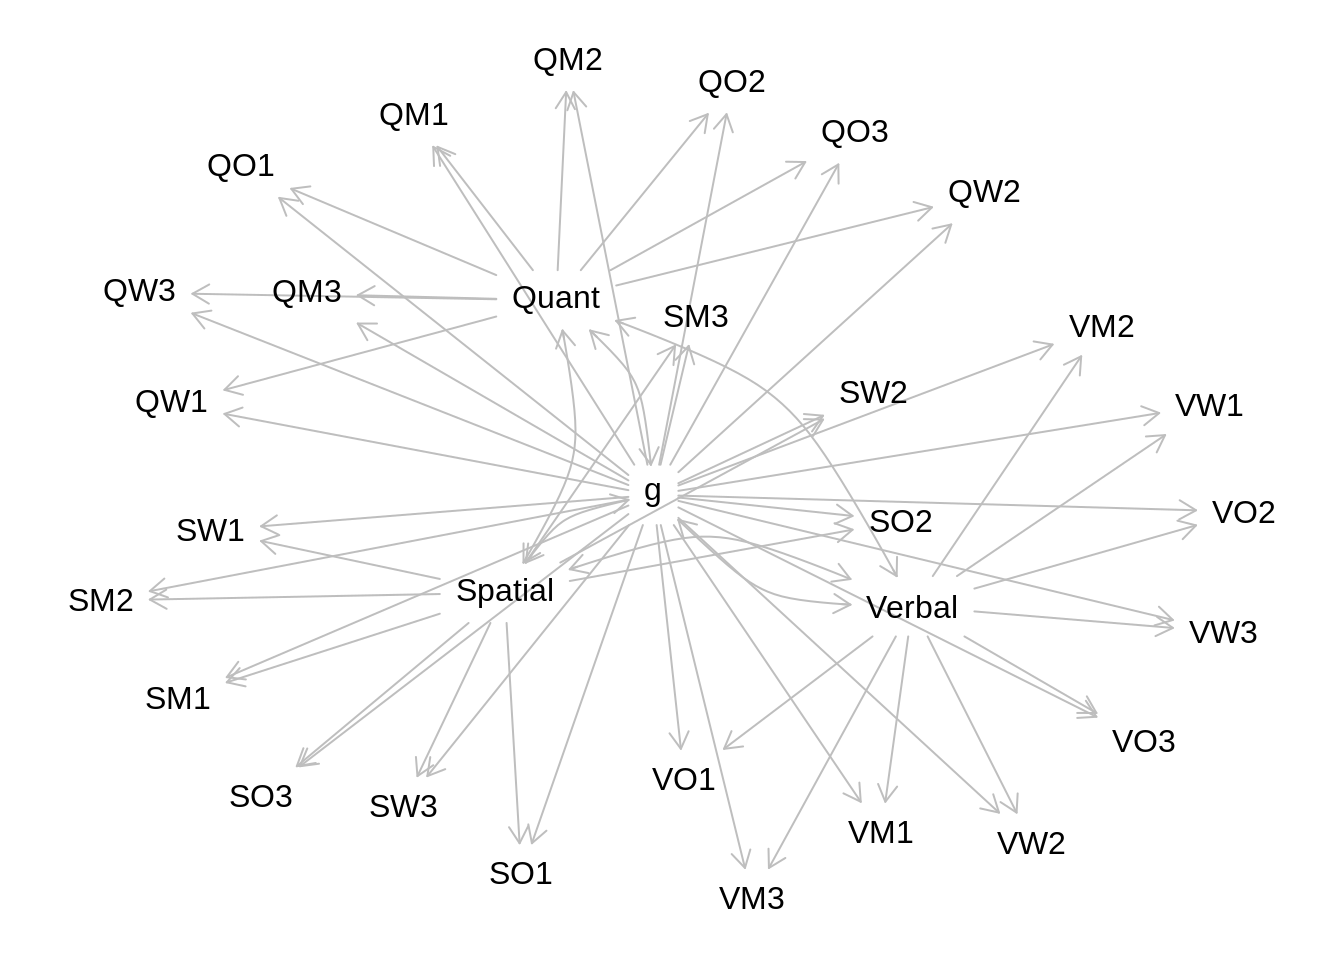 QM2
QO2
QM1
QO3
QO1
QW2
QW3
QM3
Quant
SM3
VM2
SW2
QW1
VW1
g
VO2
SO2
SW1
Spatial
SM2
Verbal
VW3
SM1
VO3
VO1
SO3
SW3
VM1
VW2
SO1
VM3